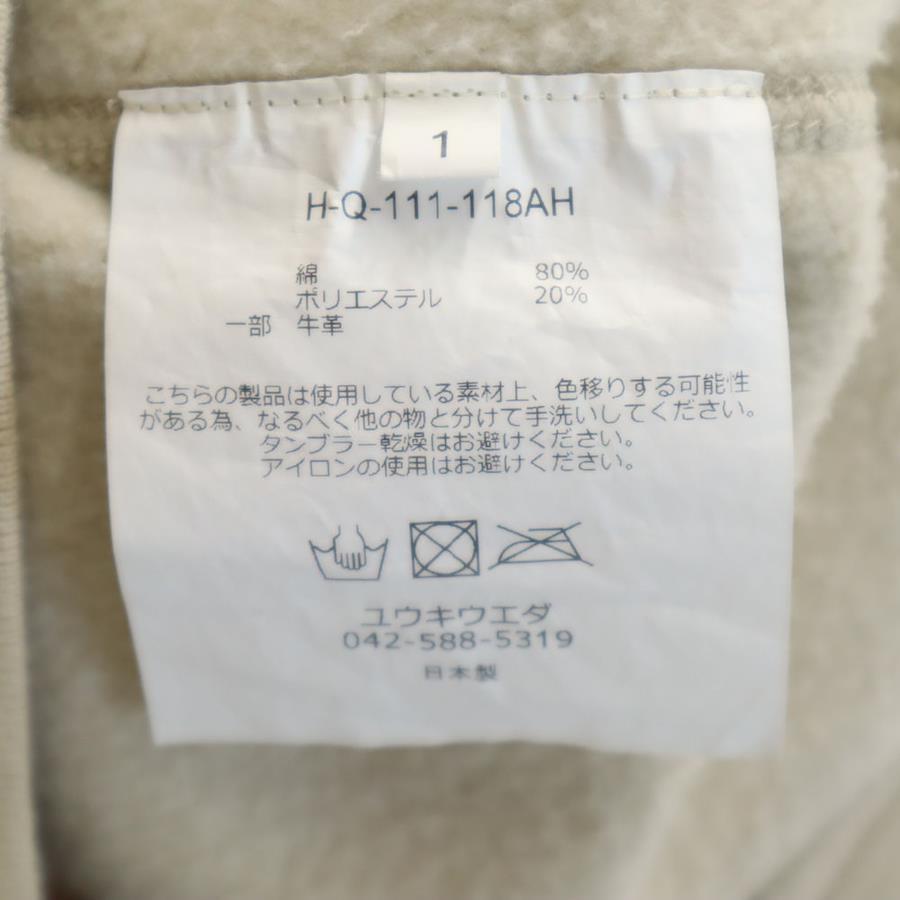 1
H-Q-111-118AH
綿 80%
ポリエステル 20%
一部 牛革
こちらの製品は使用している素材上、色移りする可能性
がある為、なるべく他の物と分けて手洗いしてください。
タンブラー乾燥はお避けください。
アイロンの使用はお避けください。
ユウキウエダ
042-588-5319
日本製